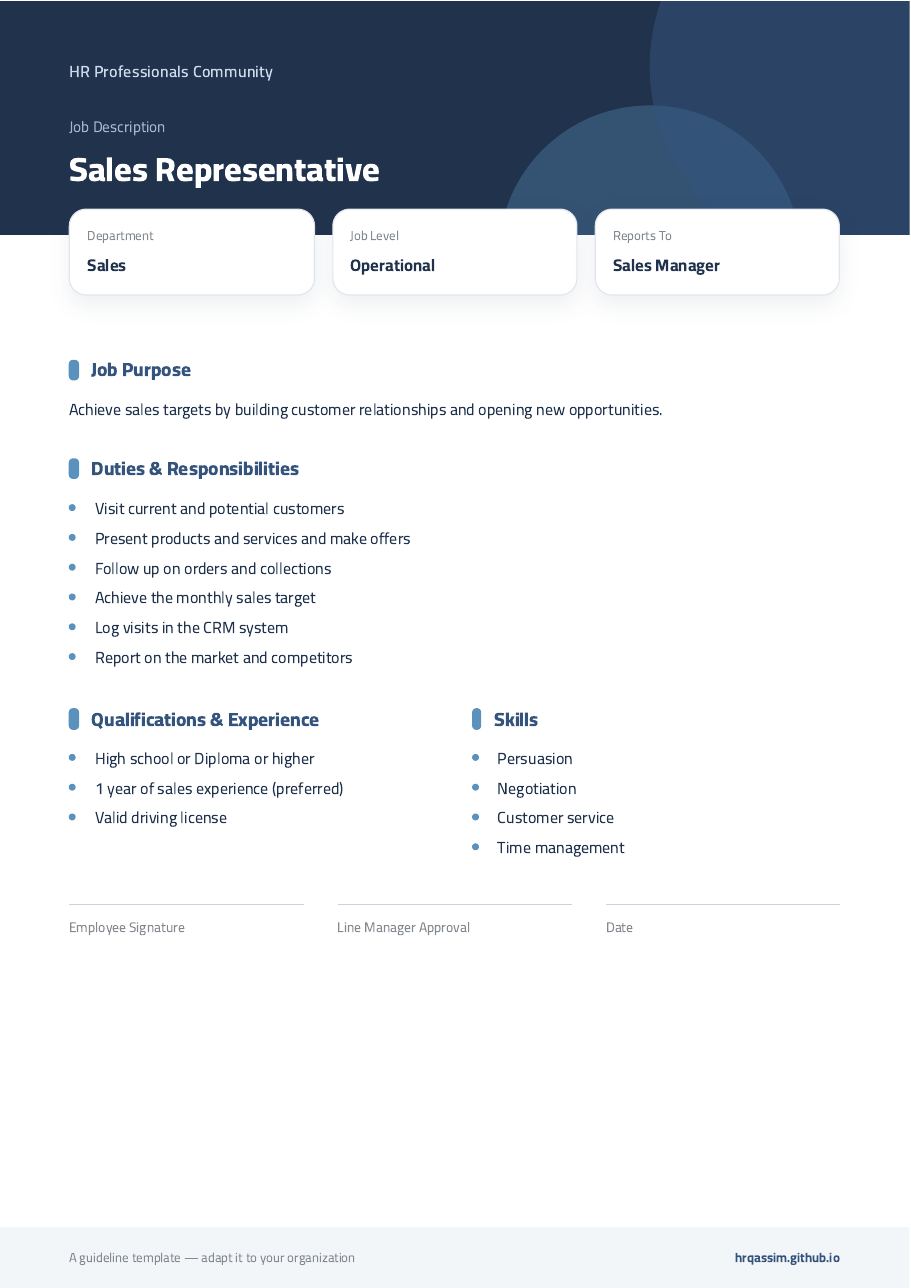 HR Professionals Community
Job Description
Sales Representative
Department
Sales
Job Level
Operational
Reports To
Sales Manager
Job Purpose
Achieve sales targets by building customer relationships and opening new opportunities.
Duties & Responsibilities
Visit current and potential customers
Present products and services and make offers
Follow up on orders and collections
Achieve the monthly sales target
Log visits in the CRM system
Report on the market and competitors
Qualifications & Experience
High school or Diploma or higher
1 year of sales experience (preferred)
Valid driving license
Skills
Persuasion
Negotiation
Customer service
Time management
Employee Signature
Line Manager Approval
Date
A guideline template — adapt it to your organization
hrqassim.github.io